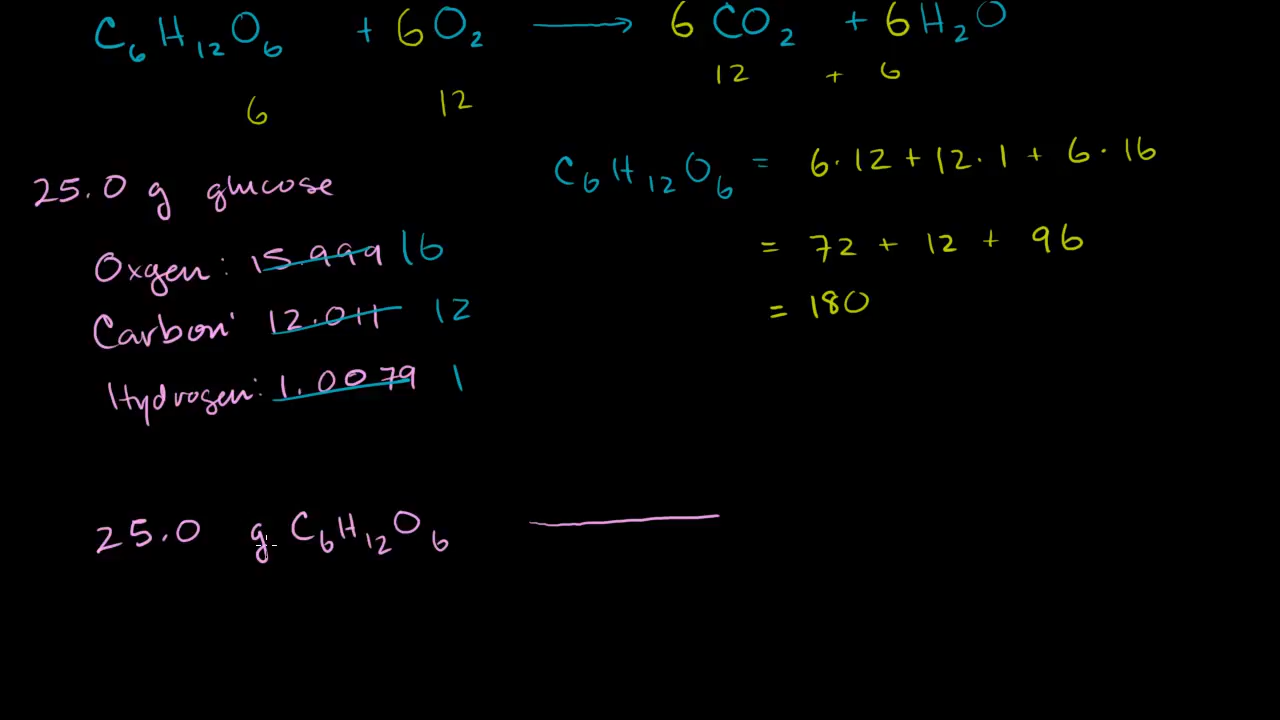 C₆H₁₂O₆ + 6O₂ ⟶ 6CO₂ + 6H₂O
6 12 12 + 6
25.0 g glucose
C₆H₁₂O₆ = 6·12 + 12·1 + 6·16
Oxgen: 15.999 16
= 72 + 12 + 96
Carbon: 12.011 12
= 180
Hydrogen: 1.0079 1
25.0 g C₆H₁₂O₆